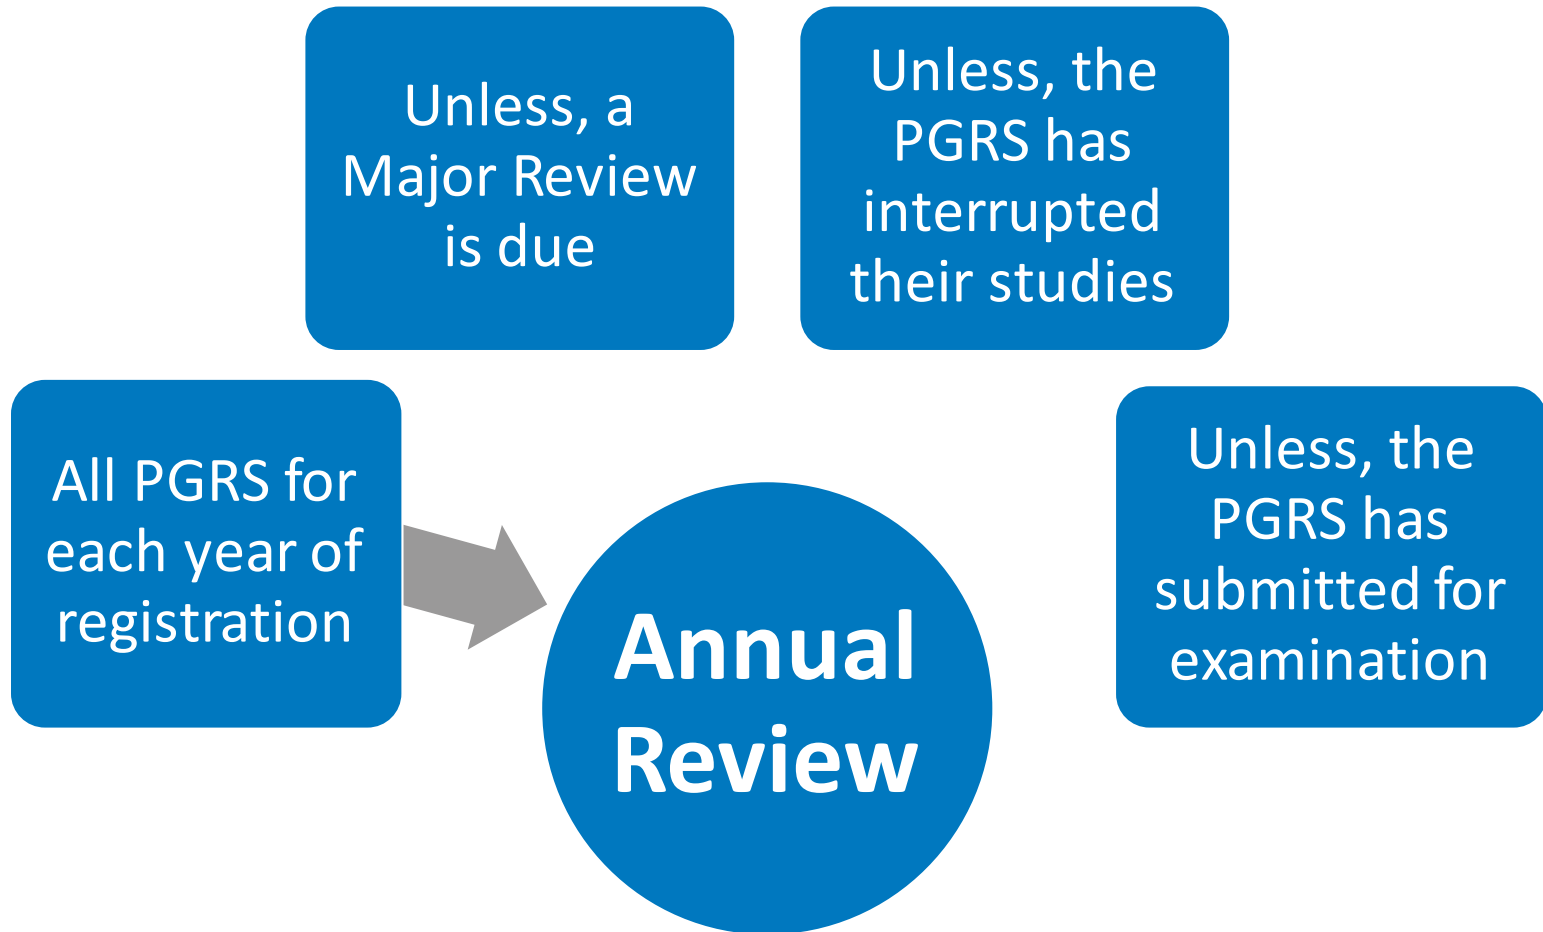 Unless, a
Major Review
is due
Unless, the
PGRS has
interrupted
their studies
All PGRS for
each year of
registration
Unless, the
PGRS has
submitted for
examination
Annual
Review